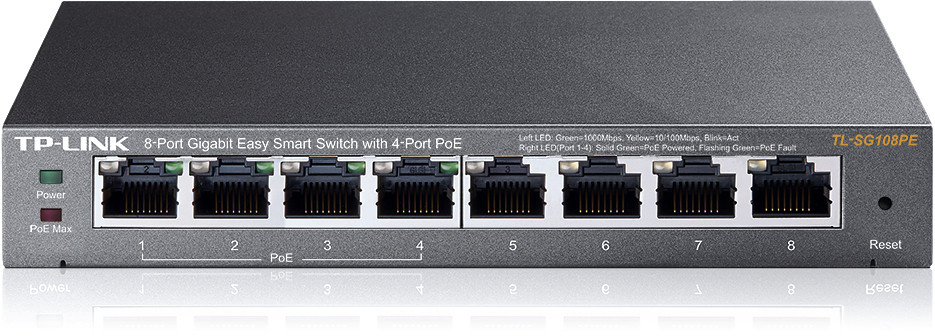 TP-LINK 8-Port Gigabit Easy Smart Switch with 4-Port PoE
Left LED: Green=1000Mbps, Yellow=10/100Mbps, Blink=Act
Right LED(Port 1-4): Solid Green=PoE Powered, Flashing Green=PoE Fault
TL-SG108PE
Power
PoE Max
1 2 3 4 5 6 7 8
PoE
Reset